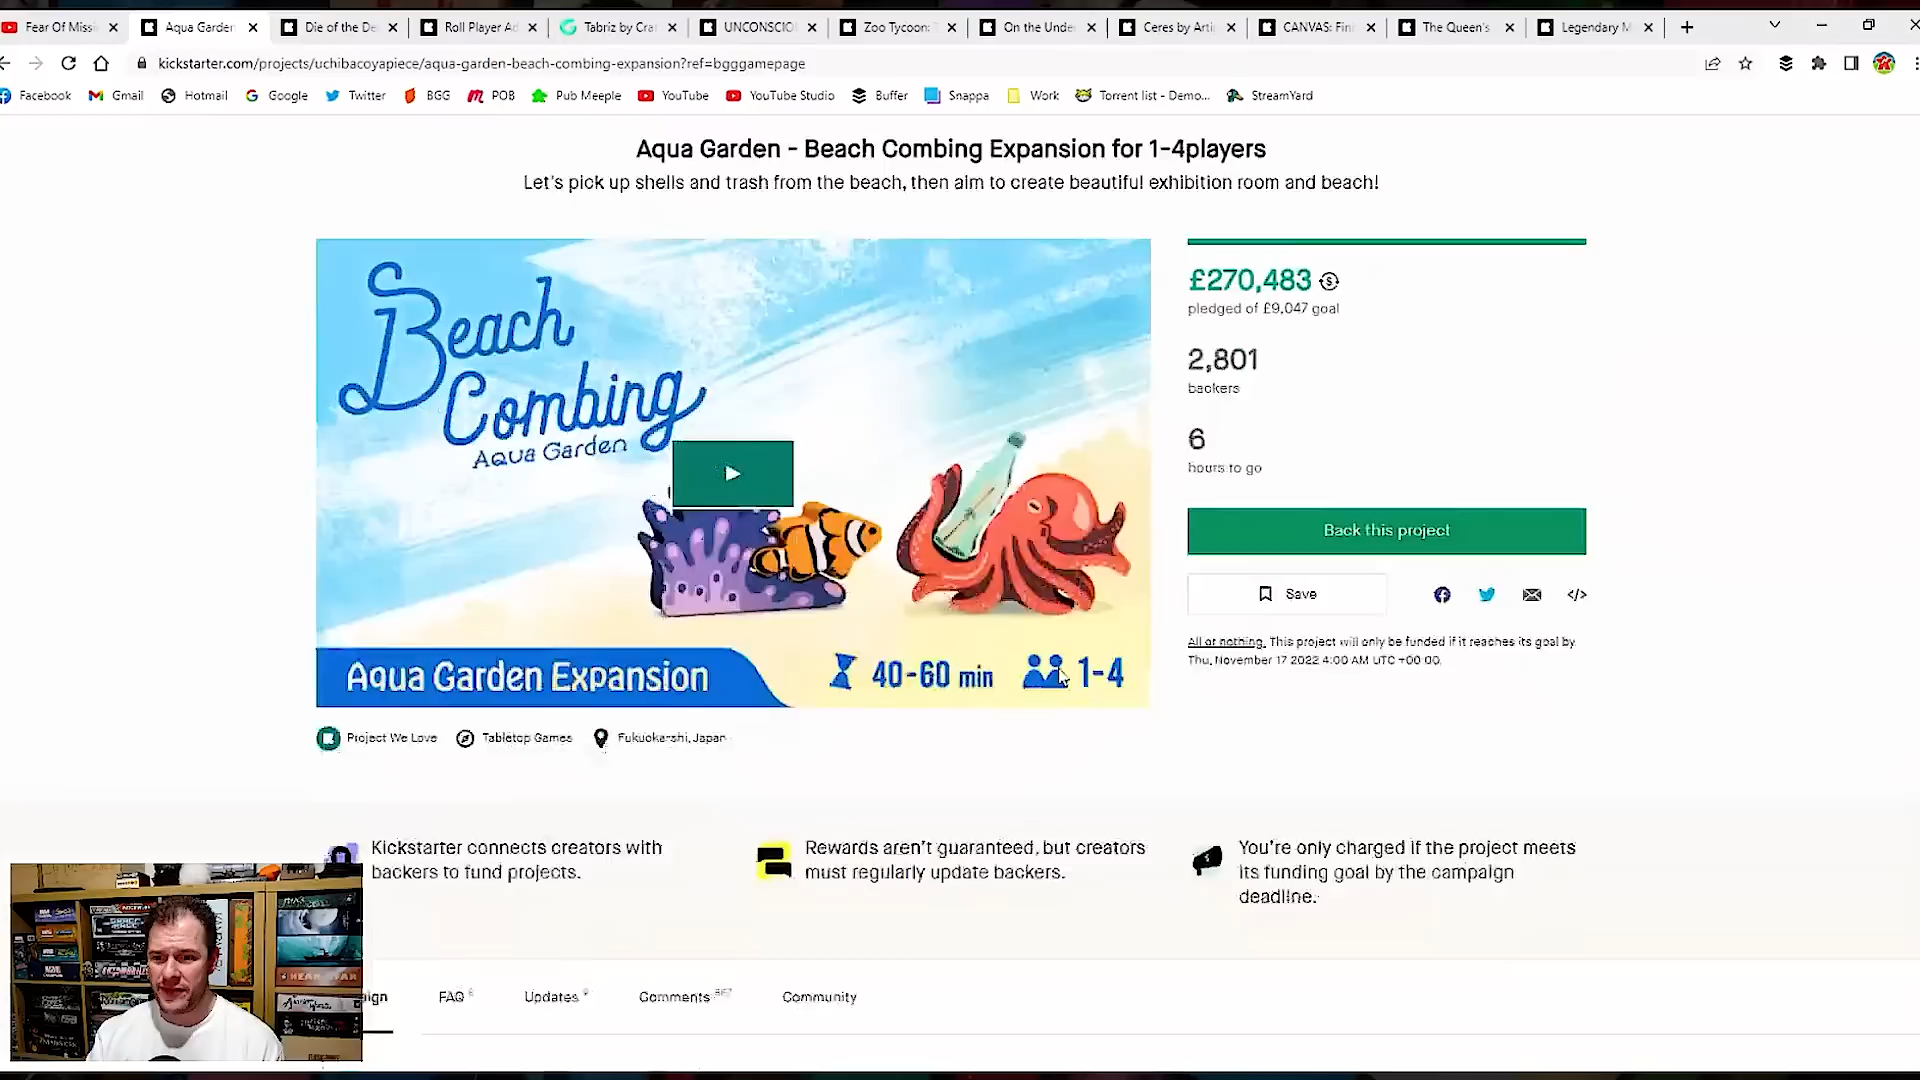 Fear Of Missi
Aqua Garden
Die of the De
Roll Player Ad
Tabriz by Cra
UNCONSCIO
Zoo Tycoon:
On the Unde
Ceres by Arti
CANVAS: Fin
The Queen's
Legendary M
kickstarter.com/projects/uchibacoyapiece/aqua-garden-beach-combing-expansion?ref=bgggamepage
Facebook
Gmail
Hotmail
Google
Twitter
BGG
POB
Pub Meeple
YouTube
YouTube Studio
Buffer
Snappa
Work
Torrent list - Demo...
StreamYard
Aqua Garden - Beach Combing Expansion for 1-4players
Let's pick up shells and trash from the beach, then aim to create beautiful exhibition room and beach!
Beach
Combing
Aqua Garden
Aqua Garden Expansion
40-60 min
1-4
£270,483
pledged of £9,047 goal
2,801
backers
6
hours to go
Back this project
Save
All or nothing. This project will only be funded if it reaches its goal by
Thu, November 17 2022 4:00 AM UTC +00:00.
Project We Love
Tabletop Games
Fukuoka-shi, Japan
Kickstarter connects creators with
backers to fund projects.
Rewards aren't guaranteed, but creators
must regularly update backers.
You're only charged if the project meets
its funding goal by the campaign
deadline.
ign
FAQ
Updates
Comments
Community